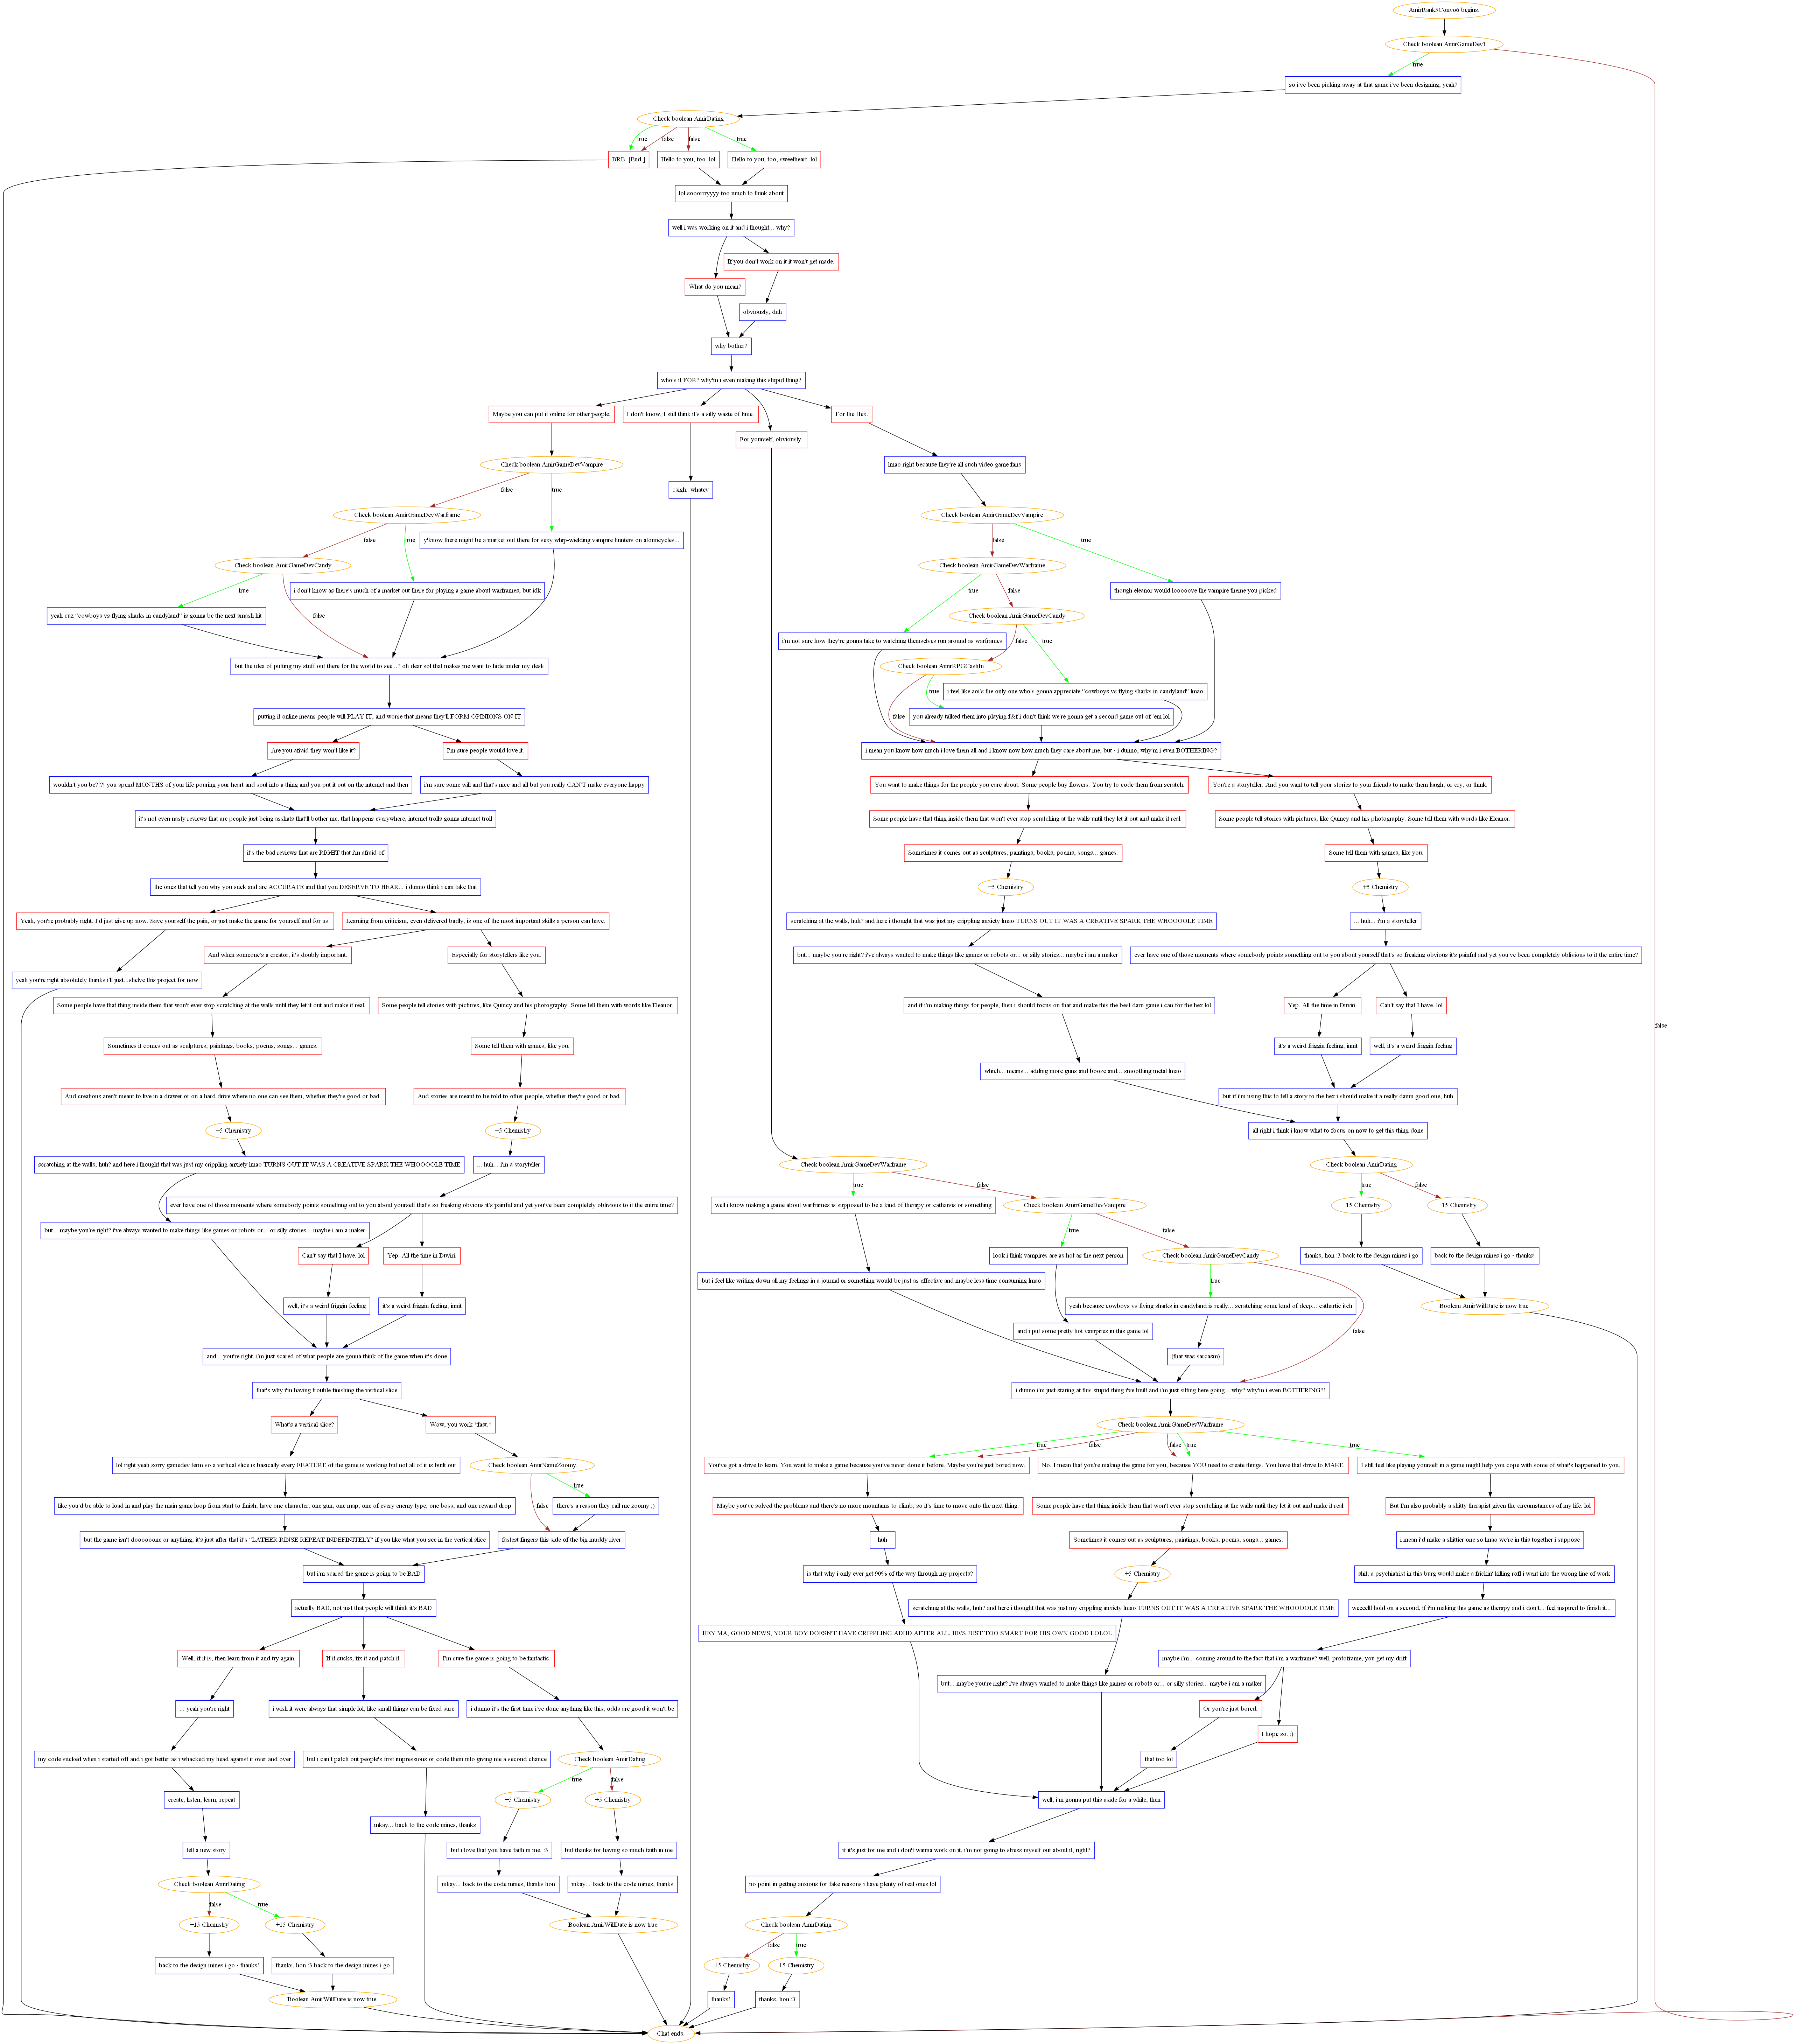 AmirRank5Convo6 begins.
Check boolean AmirGameDev1
true
so i've been picking away at that game i've been designing, yeah?
Check boolean AmirDating
true
false
false
true
BRB. [End.]
Hello to you, too. lol
Hello to you, too, sweetheart. lol
lol sooorrryyyy too much to think about
well i was working on it and i thought... why?
If you don't work on it it won't get made.
What do you mean?
obviously, duh
why bother?
who's it FOR? why'm i even making this stupid thing?
Maybe you can put it online for other people.
I don't know, I still think it's a silly waste of time.
For the Hex.
For yourself, obviously.
Check boolean AmirGameDevVampire
lmao right because they're all such video game fans
false
true
::sigh:: whatev
Check boolean AmirGameDevWarframe
Check boolean AmirGameDevVampire
false
true
y'know there might be a market out there for sexy whip-wielding vampire hunters on atomicycles...
false
true
Check boolean AmirGameDevCandy
Check boolean AmirGameDevWarframe
true
i don't know as there's much of a market out there for playing a game about warframes, but idk
true
false
though eleanor would looooove the vampire theme you picked
yeah cuz "cowboys vs flying sharks in candyland" is gonna be the next smash hit
false
Check boolean AmirGameDevCandy
i'm not sure how they're gonna take to watching themselves run around as warframes
false
true
but the idea of putting my stuff out there for the world to see...? oh dear sol that makes me want to hide under my desk
Check boolean AmirRPGCashIn
true
i feel like aoi's the only one who's gonna appreciate "cowboys vs flying sharks in candyland" lmao
putting it online means people will PLAY IT, and worse that means they'll FORM OPINIONS ON IT
false
you already talked them into playing f&f i don't think we're gonna get a second game out of 'em lol
Are you afraid they won't like it?
I'm sure people would love it.
i mean you know how much i love them all and i know now how much they care about me, but - i dunno, why'm i even BOTHERING?
wouldn't you be?!?! you spend MONTHS of your life pouring your heart and soul into a thing and you put it out on the internet and then
i'm sure some will and that's nice and all but you really CAN'T make everyone happy
You want to make things for the people you care about. Some people buy flowers. You try to code them from scratch.
You're a storyteller. And you want to tell your stories to your friends to make them laugh, or cry, or think.
it's not even nasty reviews that are people just being asshats that'll bother me, that happens everywhere, internet trolls gonna internet troll
Some people have that thing inside them that won't ever stop scratching at the walls until they let it out and make it real.
Some people tell stories with pictures, like Quincy and his photography. Some tell them with words like Eleanor.
it's the bad reviews that are RIGHT that i'm afraid of
Sometimes it comes out as sculptures, paintings, books, poems, songs... games.
Some tell them with games, like you.
the ones that tell you why you suck and are ACCURATE and that you DESERVE TO HEAR... i dunno think i can take that
+5 Chemistry
+5 Chemistry
Yeah, you're probably right. I'd just give up now. Save yourself the pain, or just make the game for yourself and for us.
Learning from criticism, even delivered badly, is one of the most important skills a person can have.
scratching at the walls, huh? and here i thought that was just my crippling anxiety lmao TURNS OUT IT WAS A CREATIVE SPARK THE WHOOOOLE TIME
... huh... i'm a storyteller
And when someone's a creator, it's doubly important.
Especially for storytellers like you.
but... maybe you're right? i've always wanted to make things like games or robots or... or silly stories... maybe i am a maker
ever have one of those moments where somebody points something out to you about yourself that's so freaking obvious it's painful and yet you've been completely oblivious to it the entire time?
yeah you're right absolutely thanks i'll just...shelve this project for now
Some people have that thing inside them that won't ever stop scratching at the walls until they let it out and make it real.
Some people tell stories with pictures, like Quincy and his photography. Some tell them with words like Eleanor.
and if i'm making things for people, then i should focus on that and make this the best darn game i can for the hex lol
Yep. All the time in Duviri.
Can't say that I have. lol
false
Sometimes it comes out as sculptures, paintings, books, poems, songs... games.
Some tell them with games, like you.
it's a weird friggin feeling, innit
well, it's a weird friggin feeling
which... means... adding more guns and booze and... smoothing metal lmao
And creations aren't meant to live in a drawer or on a hard drive where no one can see them, whether they're good or bad.
And stories are meant to be told to other people, whether they're good or bad.
but if i'm using this to tell a story to the hex i should make it a really damn good one, huh
+5 Chemistry
+5 Chemistry
all right i think i know what to focus on now to get this thing done
scratching at the walls, huh? and here i thought that was just my crippling anxiety lmao TURNS OUT IT WAS A CREATIVE SPARK THE WHOOOOLE TIME
... huh... i'm a storyteller
Check boolean AmirGameDevWarframe
Check boolean AmirDating
true
false
true
false
ever have one of those moments where somebody points something out to you about yourself that's so freaking obvious it's painful and yet you've been completely oblivious to it the entire time?
well i know making a game about warframes is supposed to be a kind of therapy or catharsis or something
Check boolean AmirGameDevVampire
+15 Chemistry
+15 Chemistry
but... maybe you're right? i've always wanted to make things like games or robots or... or silly stories... maybe i am a maker
true
false
Can't say that I have. lol
Yep. All the time in Duviri.
look i think vampires are as hot as the next person
Check boolean AmirGameDevCandy
thanks, hon :3 back to the design mines i go
back to the design mines i go - thanks!
but i feel like writing down all my feelings in a journal or something would be just as effective and maybe less time consuming lmao
true
well, it's a weird friggin feeling
it's a weird friggin feeling, innit
yeah because cowboys vs flying sharks in candyland is really... scratching some kind of deep... cathartic itch
Boolean AmirWillDate is now true.
and i put some pretty hot vampires in this game lol
false
and... you're right, i'm just scared of what people are gonna think of the game when it's done
(that was sarcasm)
that's why i'm having trouble finishing the vertical slice
i dunno i'm just staring at this stupid thing i've built and i'm just sitting here going... why? why'm i even BOTHERING?!
What's a vertical slice?
Wow, you work *fast.*
Check boolean AmirGameDevWarframe
true
false
false
true
true
lol right yeah sorry gamedev term so a vertical slice is basically every FEATURE of the game is working but not all of it is built out
Check boolean AmirNameZoomy
You've got a drive to learn. You want to make a game because you've never done it before. Maybe you're just bored now.
No, I mean that you're making the game for you, because YOU need to create things. You have that drive to MAKE.
I still feel like playing yourself in a game might help you cope with some of what's happened to you.
true
like you'd be able to load in and play the main game loop from start to finish, have one character, one gun, one map, one of every enemy type, one boss, and one reward drop
false
there's a reason they call me zoomy ;)
Maybe you've solved the problems and there's no more mountains to climb, so it's time to move onto the next thing.
Some people have that thing inside them that won't ever stop scratching at the walls until they let it out and make it real.
But I'm also probably a shitty therapist given the circumstances of my life. lol
but the game isn't doooooone or anything, it's just after that it's "LATHER RINSE REPEAT INDEFINITELY" if you like what you see in the vertical slice
fastest fingers this side of the big muddy river
huh
Sometimes it comes out as sculptures, paintings, books, poems, songs... games.
i mean i'd make a shittier one so lmao we're in this together i suppose
but i'm scared the game is going to be BAD
is that why i only ever get 90% of the way through my projects?
+5 Chemistry
shit, a psychiatrist in this burg would make a frickin' killing rofl i went into the wrong line of work
actually BAD, not just that people will think it's BAD
scratching at the walls, huh? and here i thought that was just my crippling anxiety lmao TURNS OUT IT WAS A CREATIVE SPARK THE WHOOOOLE TIME
weeeelll hold on a second, if i'm making this game as therapy and i don't... feel inspired to finish it...
HEY MA, GOOD NEWS, YOUR BOY DOESN'T HAVE CRIPPLING ADHD AFTER ALL, HE'S JUST TOO SMART FOR HIS OWN GOOD LOLOL
Well, if it is, then learn from it and try again.
If it sucks, fix it and patch it.
I'm sure the game is going to be fantastic.
maybe i'm... coming around to the fact that i'm a warframe? well, protoframe, you get my drift
but... maybe you're right? i've always wanted to make things like games or robots or... or silly stories... maybe i am a maker
... yeah you're right
i wish it were always that simple lol, like small things can be fixed sure
i dunno it's the first time i've done anything like this, odds are good it won't be
Or you're just bored.
I hope so. :)
my code sucked when i started off and i got better as i whacked my head against it over and over
but i can't patch out people's first impressions or code them into giving me a second chance
Check boolean AmirDating
that too lol
true
false
create, listen, learn, repeat
+5 Chemistry
+5 Chemistry
well, i'm gonna put this aside for a while, then
mkay... back to the code mines, thanks
tell a new story
but i love that you have faith in me. :3
but thanks for having so much faith in me
if it's just for me and i don't wanna work on it, i'm not going to stress myself out about it, right?
Check boolean AmirDating
mkay... back to the code mines, thanks hon
mkay... back to the code mines, thanks
no point in getting anxious for fake reasons i have plenty of real ones lol
false
true
+15 Chemistry
+15 Chemistry
Boolean AmirWillDate is now true.
Check boolean AmirDating
false
true
back to the design mines i go - thanks!
thanks, hon :3 back to the design mines i go
+5 Chemistry
+5 Chemistry
Boolean AmirWillDate is now true.
thanks!
thanks, hon :3
Chat ends.